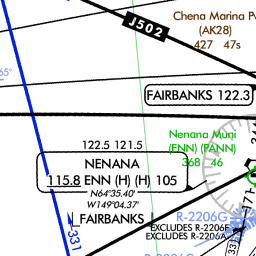 J502
Chena Marina
(AK28)
427 47s
65°
FAIRBANKS 122.3
122.5 121.5
Nenana Muni
(ENN) (PANN)
368 46
NENANA
115.8 ENN (H) (H) 105
N64°35.40'
W149°04.37'
FAIRBANKS
171
331
R-2206G
EXCLUDES R-2206F
EXCLUDES R-2206A